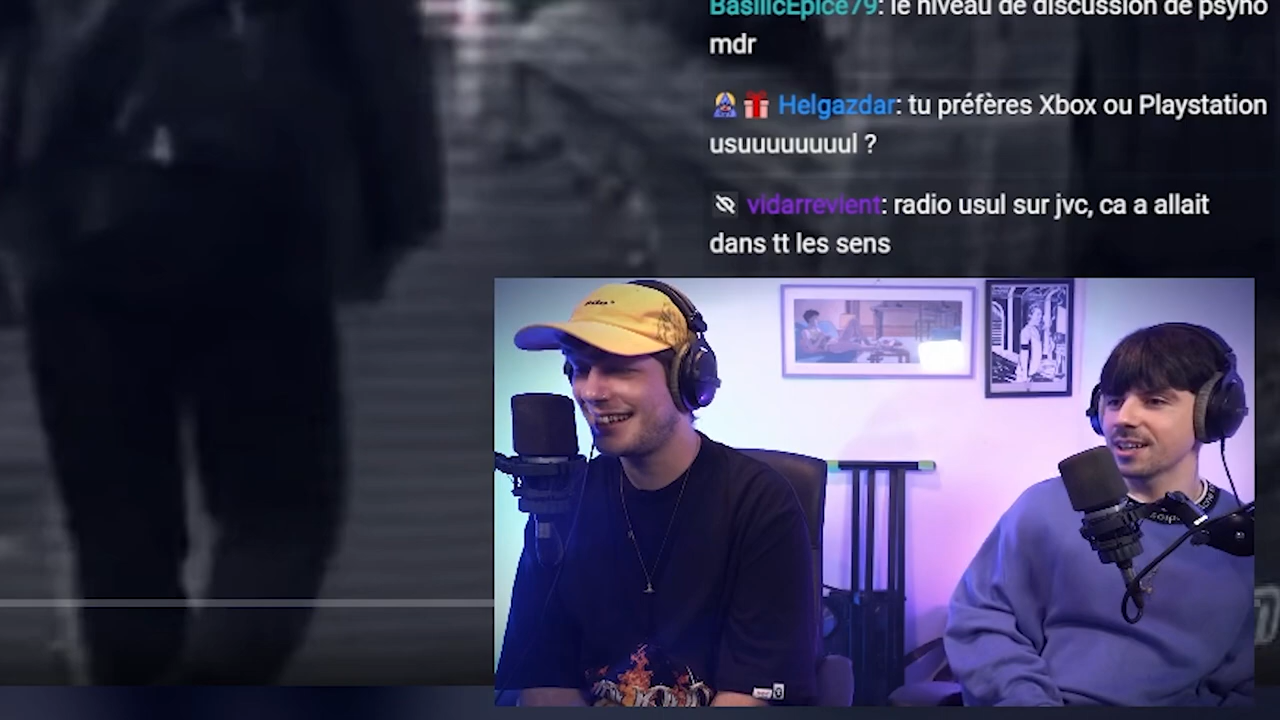 BasilicEpice79: le niveau de discussion de psyho
mdr
Helgazdar: tu préfères Xbox ou Playstation
usuuuuuuuul ?
vidarrevient: radio usul sur jvc, ca a allait
dans tt les sens